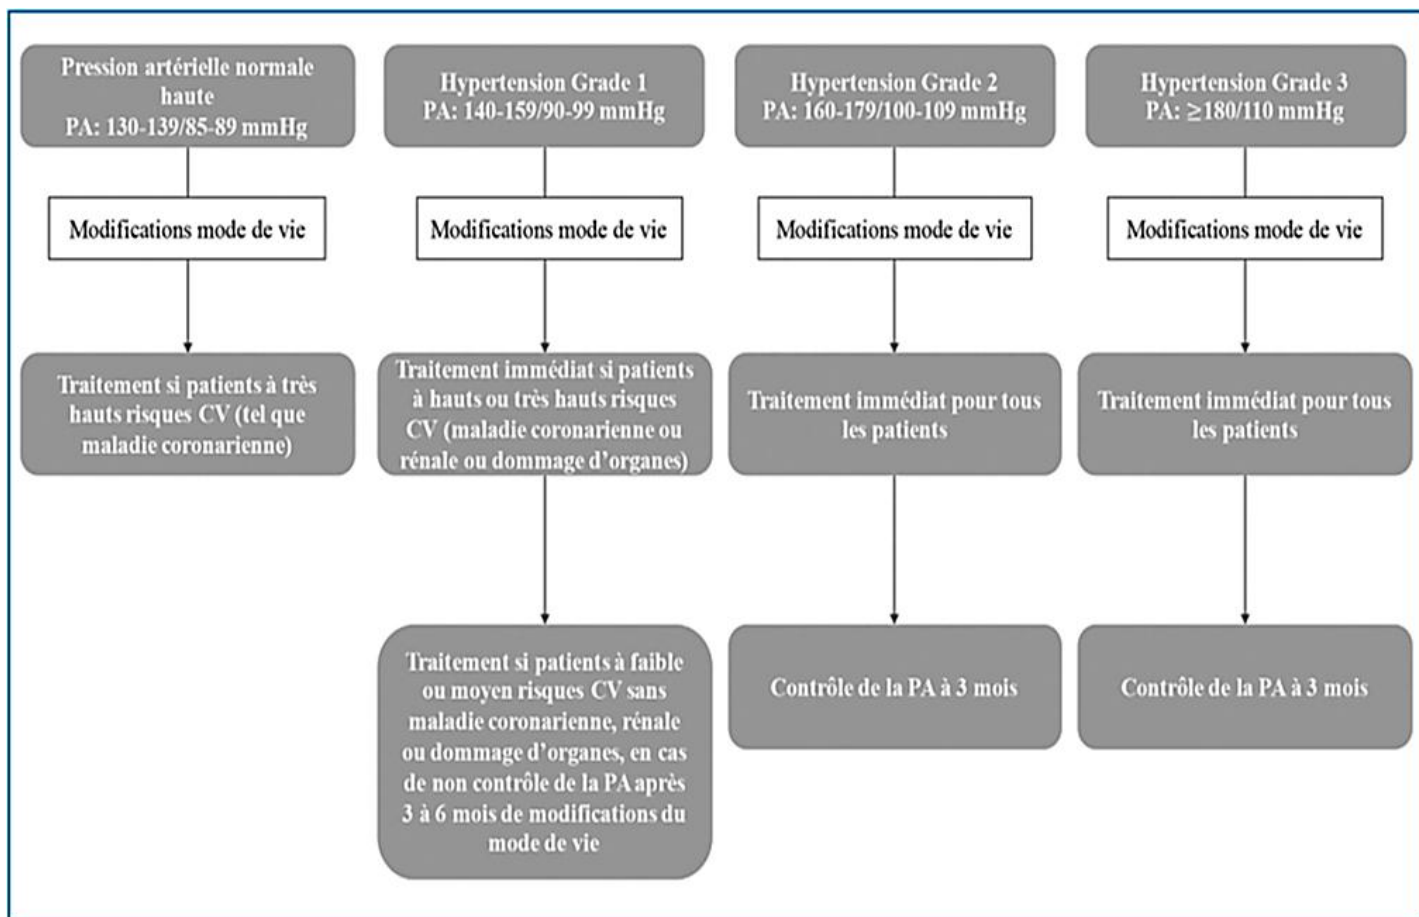 Pression artérielle normale
haute
PA: 130-139/85-89 mmHg
Hypertension Grade 1
PA: 140-159/90-99 mmHg
Hypertension Grade 2
PA: 160-179/100-109 mmHg
Hypertension Grade 3
PA: ≥180/110 mmHg
Modifications mode de vie
Modifications mode de vie
Modifications mode de vie
Modifications mode de vie
Traitement si patients à très
hauts risques CV (tel que
maladie coronarienne)
Traitement immédiat si patients
à hauts ou très hauts risques
CV (maladie coronarienne ou
rénale ou dommage d’organes)
Traitement immédiat pour tous
les patients
Traitement immédiat pour tous
les patients
Traitement si patients à faible
ou moyen risques CV sans
maladie coronarienne, rénale
ou dommage d’organes, en cas
de non contrôle de la PA après
3 à 6 mois de modifications du
mode de vie
Contrôle de la PA à 3 mois
Contrôle de la PA à 3 mois